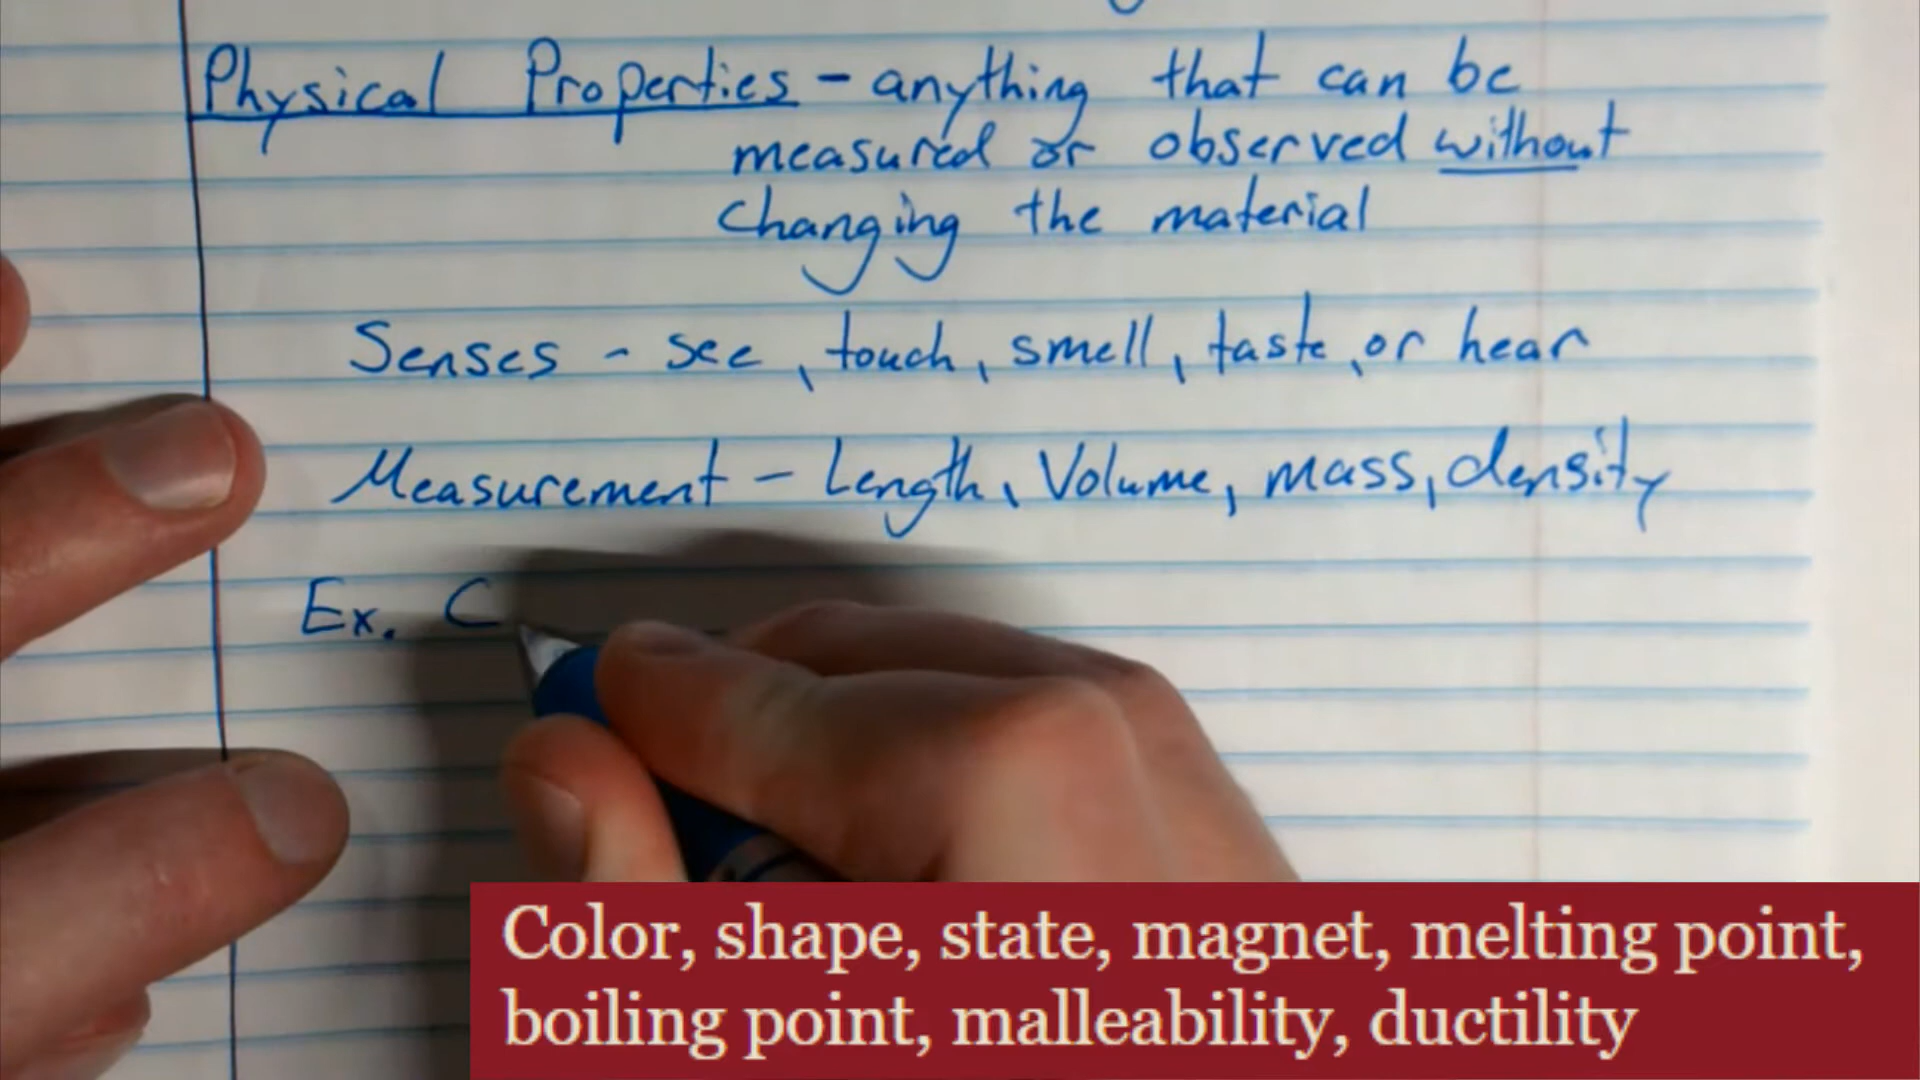 Physical Properties - anything that can be
measured or observed without
changing the material
Senses - see, touch, smell, taste, or hear
Measurement - Length, Volume, mass, density
Ex. C
Color, shape, state, magnet, melting point,
boiling point, malleability, ductility